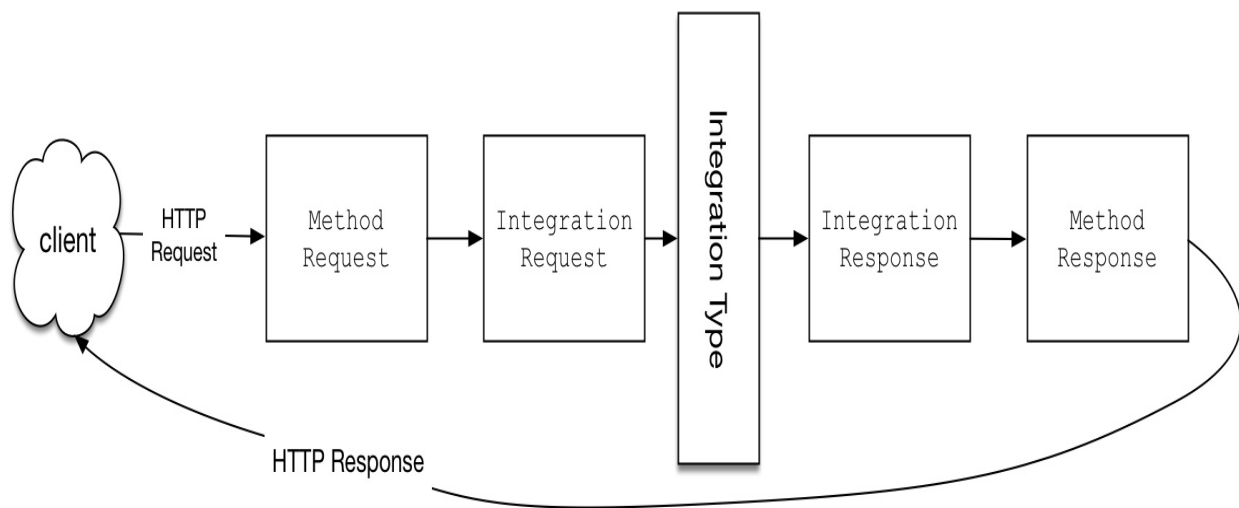 client
HTTP
Request
Method
Request
Integration
Request
Integration Type
Integration
Response
Method
Response
HTTP Response